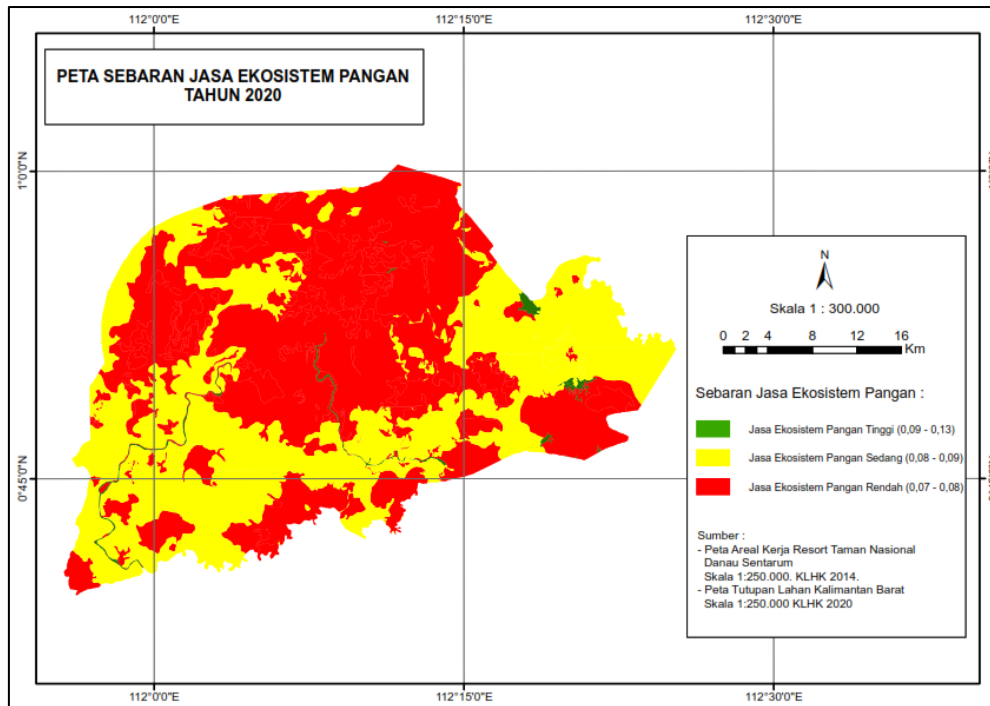 112°0'0"E
112°15'0"E
112°30'0"E
PETA SEBARAN JASA EKOSISTEM PANGAN
TAHUN 2020
1°0'0"N
N
Skala 1 : 300.000
0 2 4 8 12 16
Km
Sebaran Jasa Ekosistem Pangan :
Jasa Ekosistem Pangan Tinggi (0,09 - 0,13)
Jasa Ekosistem Pangan Sedang (0,08 - 0,09)
Jasa Ekosistem Pangan Rendah (0,07 - 0,08)
0°45'0"N
Sumber :
- Peta Areal Kerja Resort Taman Nasional
Danau Sentarum
Skala 1:250.000. KLHK 2014.
- Peta Tutupan Lahan Kalimantan Barat
Skala 1:250.000 KLHK 2020
112°0'0"E
112°15'0"E
112°30'0"E